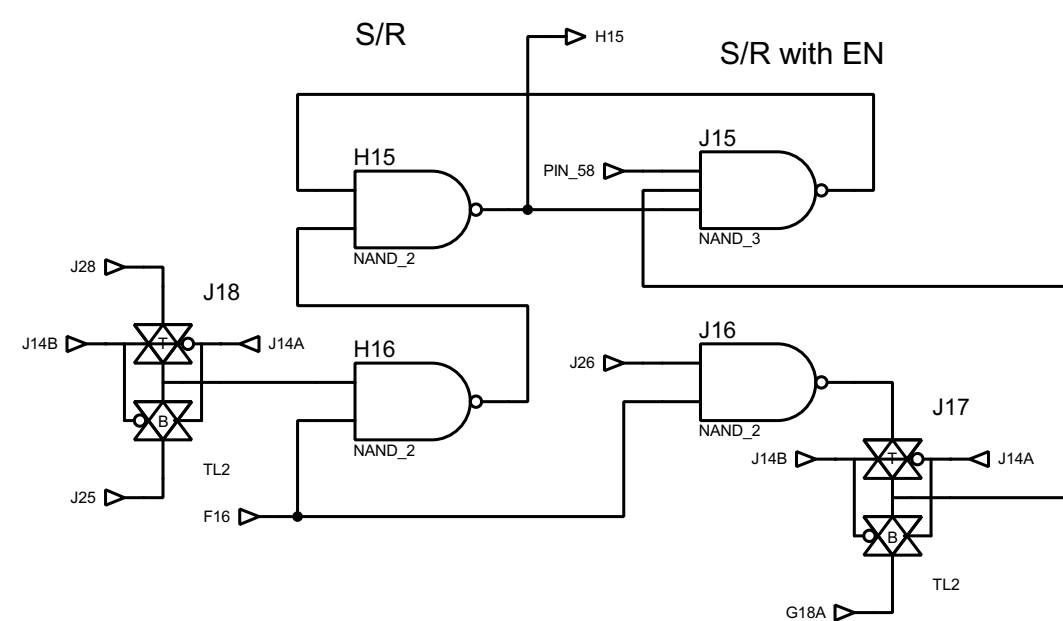 S/R
H15
S/R with EN
H15
J15
PIN_58
NAND_2
NAND_3
J28
J18
J14B
T
J14A
H16
J26
J16
B
NAND_2
NAND_2
J17
TL2
J14B
T
J14A
J25
F16
B
TL2
G18A